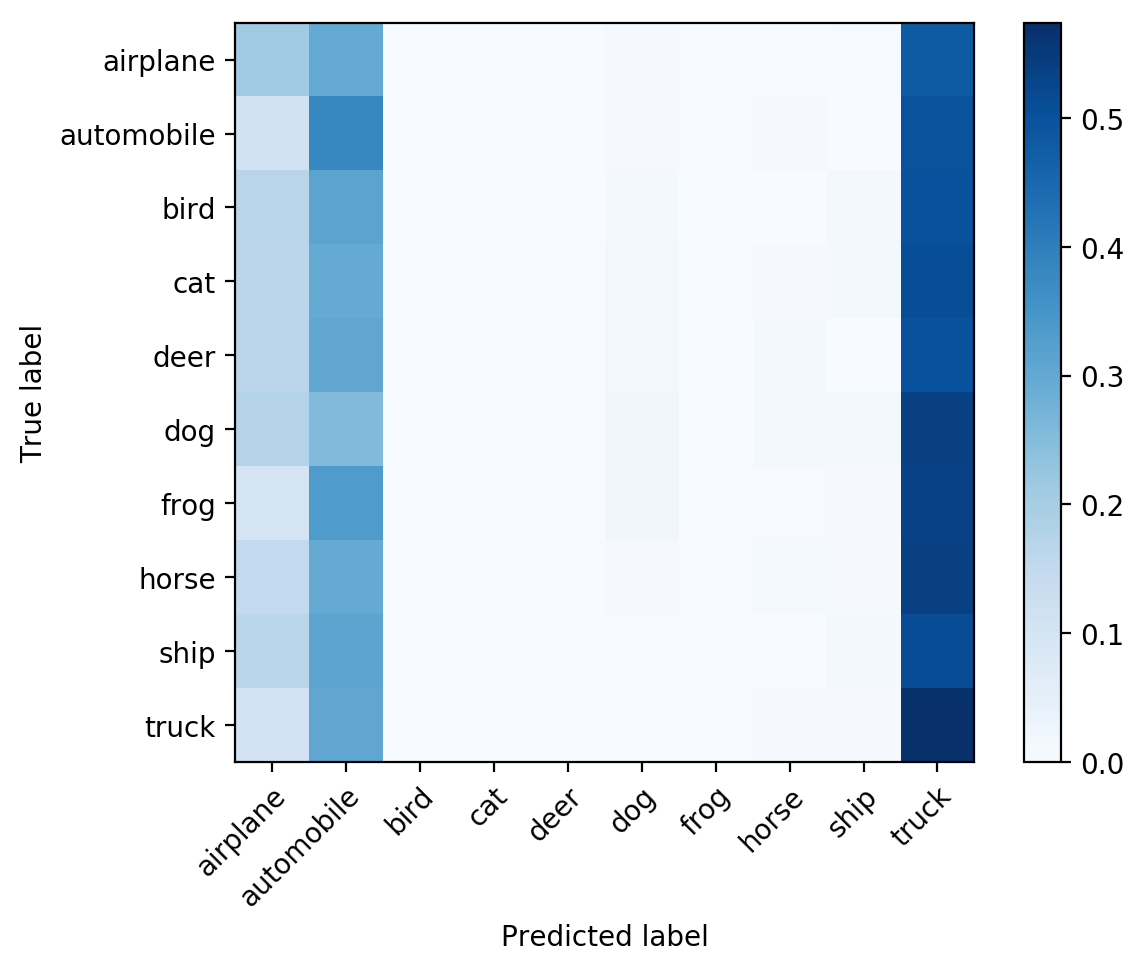 True label
airplane
automobile
bird
cat
deer
dog
frog
horse
ship
truck
airplane
automobile
bird
cat
deer
dog
frog
horse
ship
truck
Predicted label
0.5
0.4
0.3
0.2
0.1
0.0